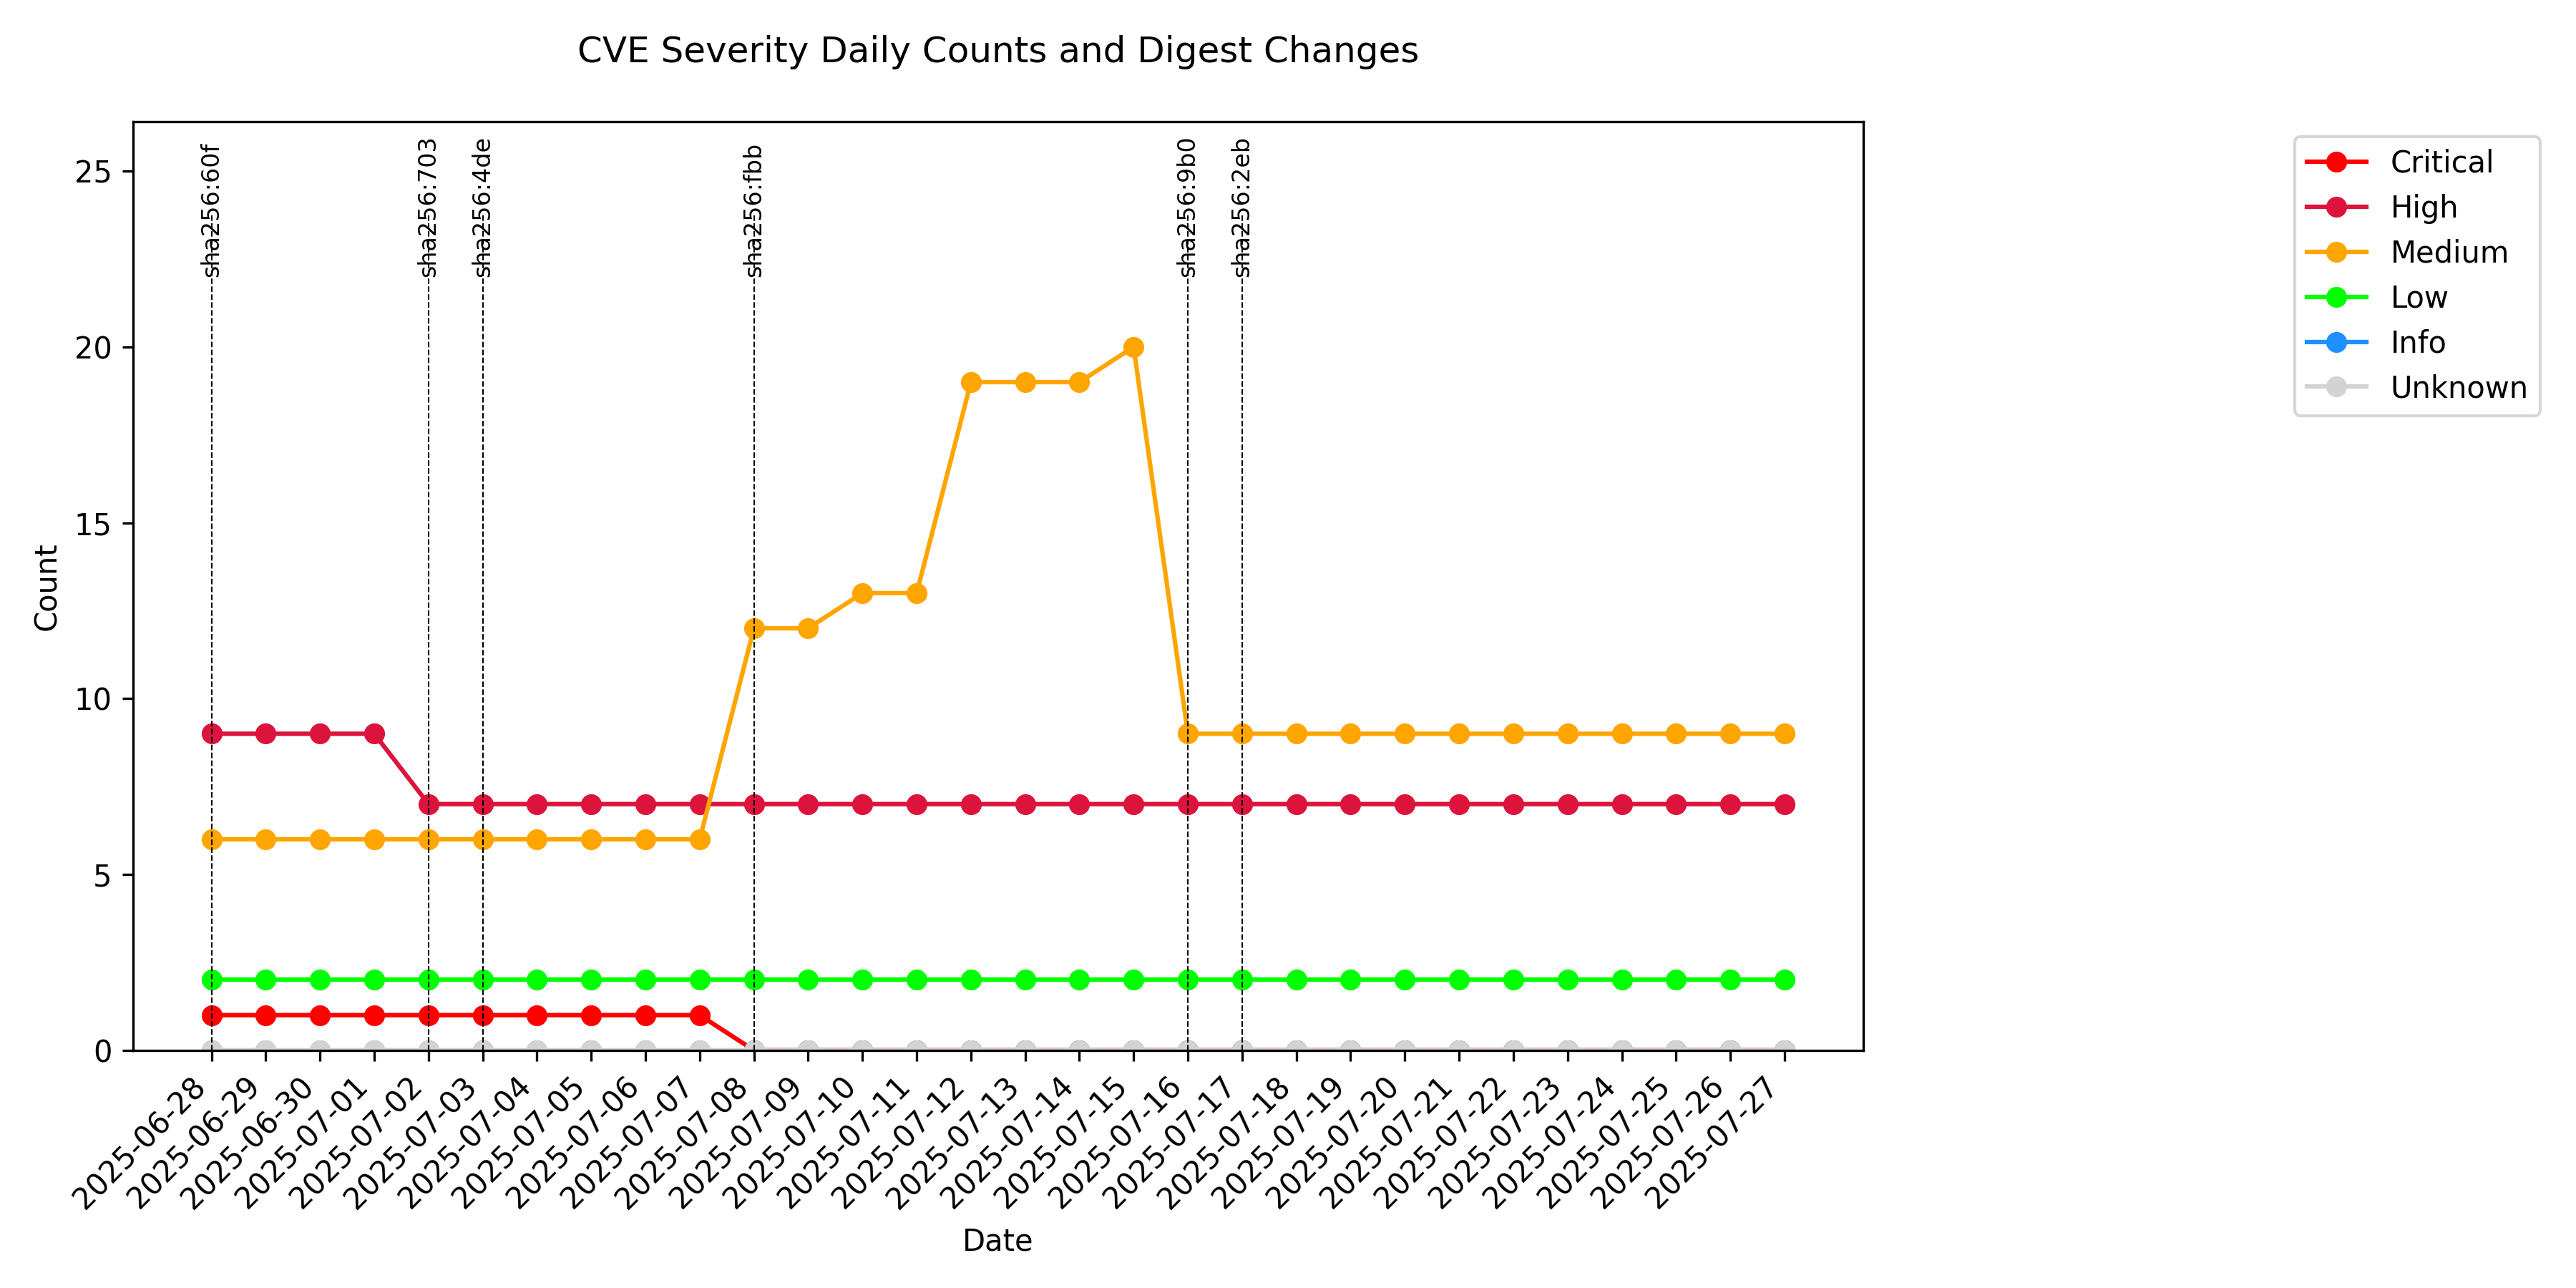 CVE Severity Daily Counts and Digest Changes
sha256:60f
sha256:703
sha256:4de
sha256:fbb
sha256:9b0
sha256:2eb
Critical
High
Medium
Low
Info
Unknown
Count
25
20
15
10
5
0
2025-06-28
2025-06-29
2025-06-30
2025-07-01
2025-07-02
2025-07-03
2025-07-04
2025-07-05
2025-07-06
2025-07-07
2025-07-08
2025-07-09
2025-07-10
2025-07-11
2025-07-12
2025-07-13
2025-07-14
2025-07-15
2025-07-16
2025-07-17
2025-07-18
2025-07-19
2025-07-20
2025-07-21
2025-07-22
2025-07-23
2025-07-24
2025-07-25
2025-07-26
2025-07-27
Date